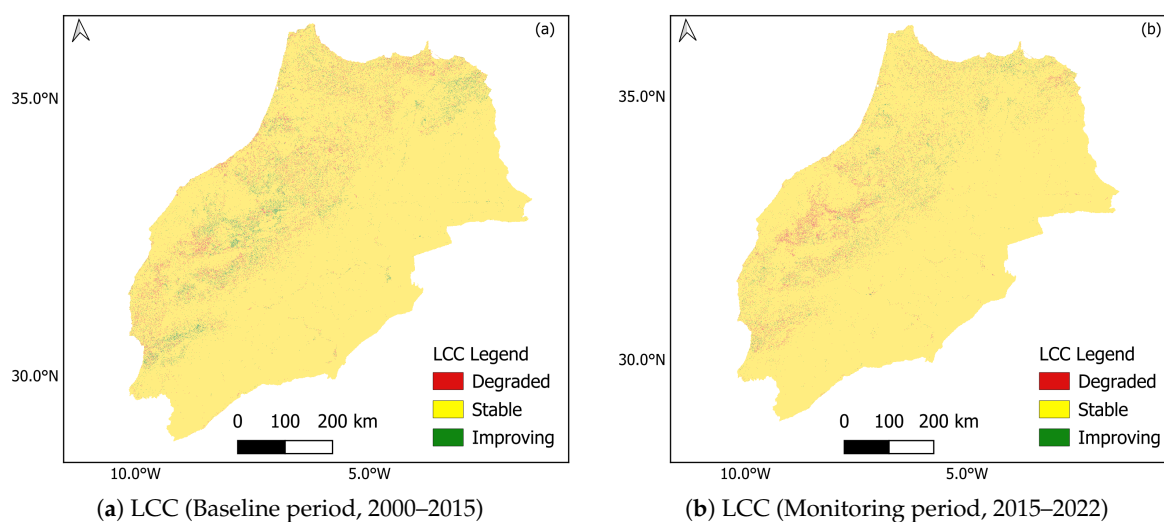 (a)
35.0°N
30.0°N
LCC Legend
Degraded
Stable
Improving
0 100 200 km
10.0°W 5.0°W
(a) LCC (Baseline period, 2000–2015)
(b)
35.0°N
30.0°N
LCC Legend
Degraded
Stable
Improving
0 100 200 km
10.0°W 5.0°W
(b) LCC (Monitoring period, 2015–2022)